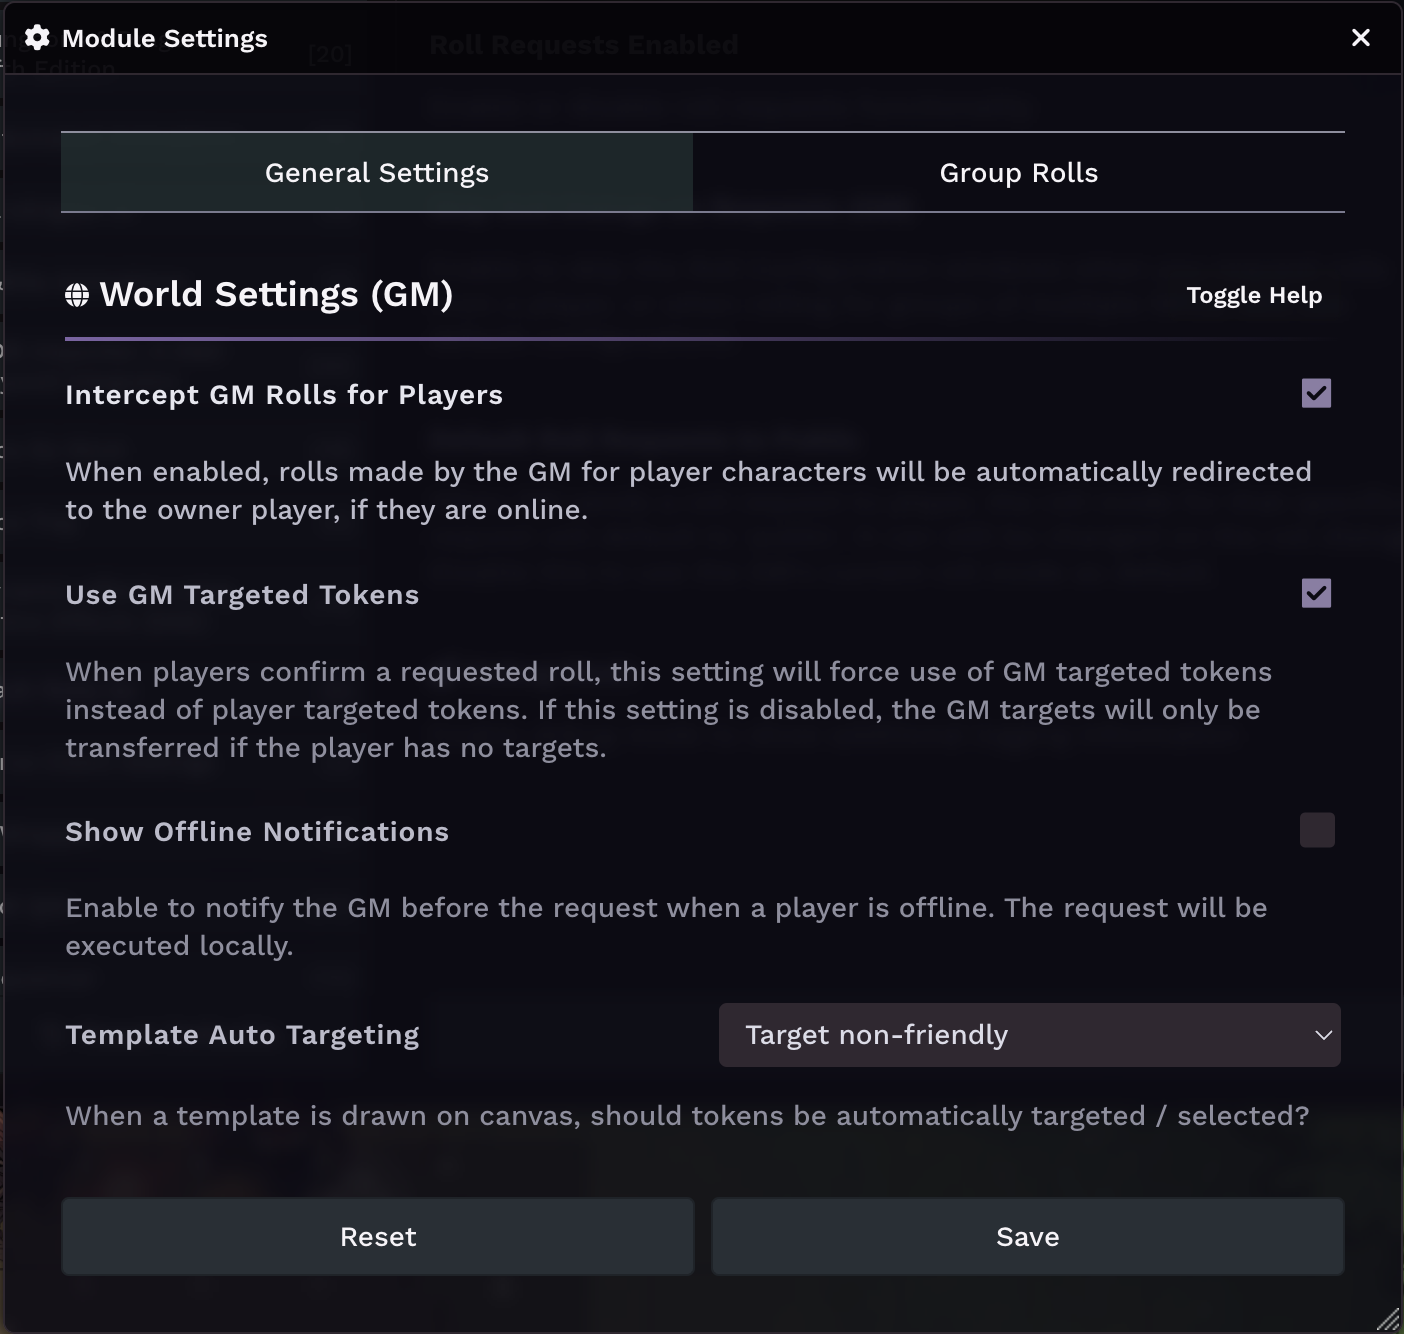 Module Settings
[20]
Roll Requests Enabled
General Settings
Group Rolls
World Settings (GM)
Toggle Help
Intercept GM Rolls for Players
When enabled, rolls made by the GM for player characters will be automatically redirected
to the owner player, if they are online.
Use GM Targeted Tokens
When players confirm a requested roll, this setting will force use of GM targeted tokens
instead of player targeted tokens. If this setting is disabled, the GM targets will only be
transferred if the player has no targets.
Show Offline Notifications
Enable to notify the GM before the request when a player is offline. The request will be
executed locally.
Template Auto Targeting
Target non-friendly
When a template is drawn on canvas, should tokens be automatically targeted / selected?
Reset
Save